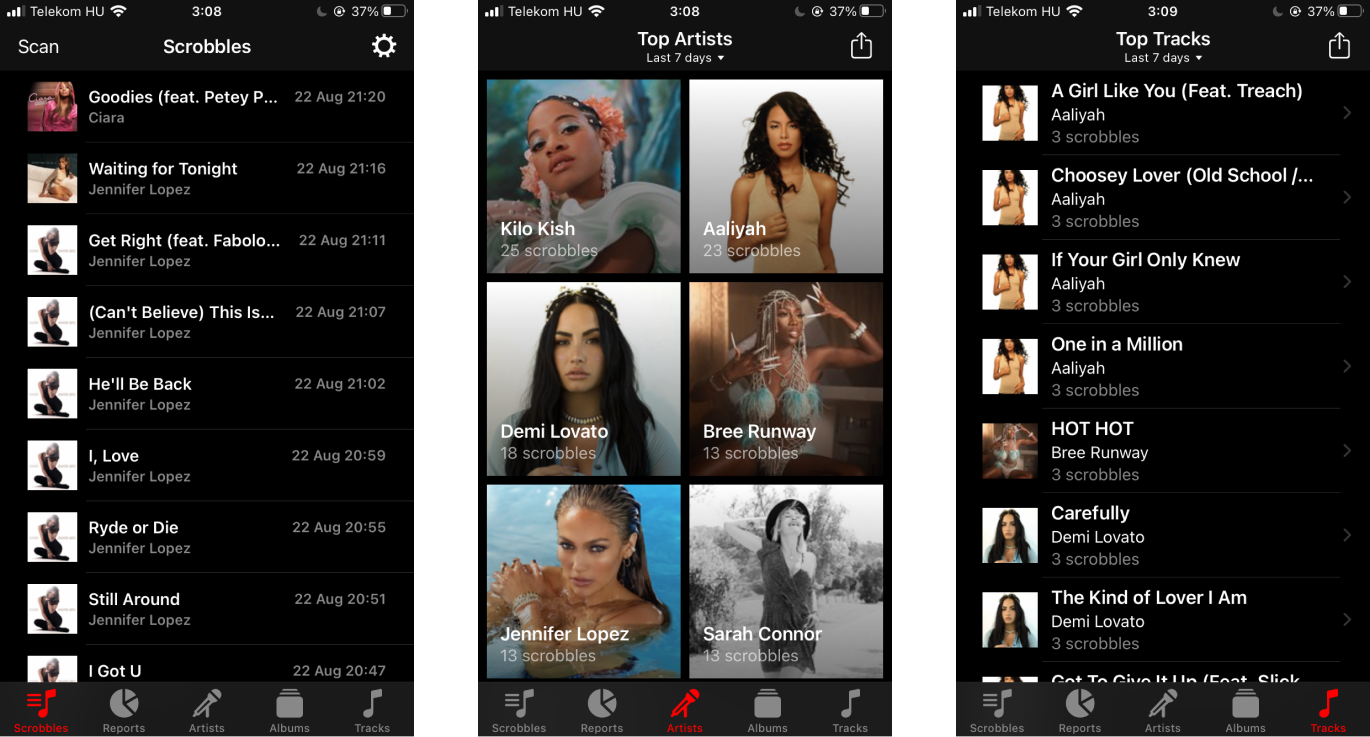 Telekom HU 3:08 37%
Scan Scrobbles
Goodies (feat. Petey P... 22 Aug 21:20
Ciara
Waiting for Tonight 22 Aug 21:16
Jennifer Lopez
Get Right (feat. Fabolo... 22 Aug 21:11
Jennifer Lopez
(Can't Believe) This Is... 22 Aug 21:07
Jennifer Lopez
He'll Be Back 22 Aug 21:02
Jennifer Lopez
I, Love 22 Aug 20:59
Jennifer Lopez
Ryde or Die 22 Aug 20:55
Jennifer Lopez
Still Around 22 Aug 20:51
Jennifer Lopez
I Got U 22 Aug 20:47
Scrobbles Reports Artists Albums Tracks
Telekom HU 3:08 37%
Top Artists
Last 7 days
Kilo Kish Aaliyah
25 scrobbles 23 scrobbles
Demi Lovato Bree Runway
18 scrobbles 13 scrobbles
Jennifer Lopez Sarah Connor
13 scrobbles 13 scrobbles
Scrobbles Reports Artists Albums Tracks
Telekom HU 3:09 37%
Top Tracks
Last 7 days
A Girl Like You (Feat. Treach)
Aaliyah
3 scrobbles
Choosey Lover (Old School /...
Aaliyah
3 scrobbles
If Your Girl Only Knew
Aaliyah
3 scrobbles
One in a Million
Aaliyah
3 scrobbles
HOT HOT
Bree Runway
3 scrobbles
Carefully
Demi Lovato
3 scrobbles
The Kind of Lover I Am
Demi Lovato
3 scrobbles
Got To Give It Up (Feat. Slick
Scrobbles Reports Artists Albums Tracks